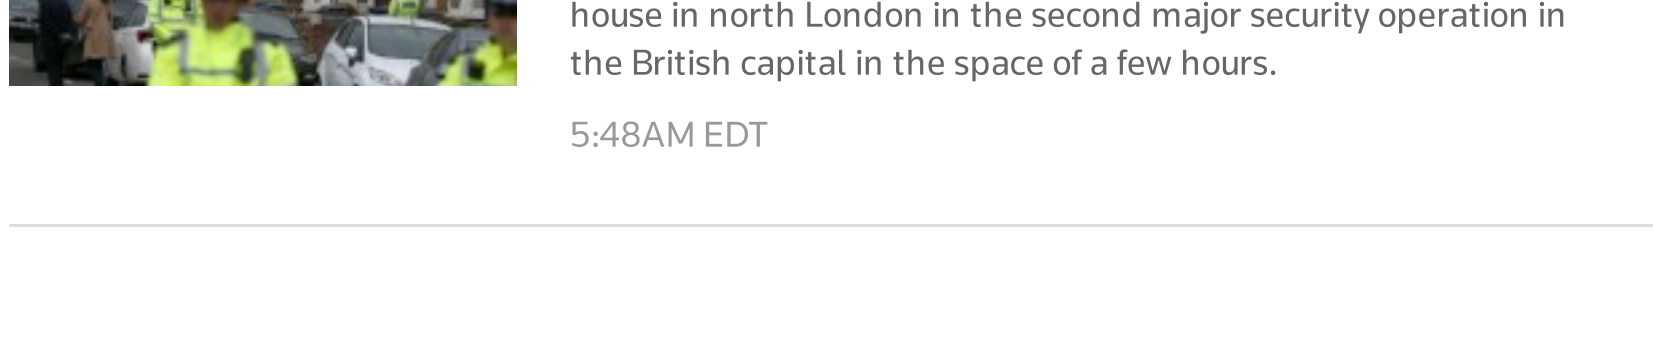 house in north London in the second major security operation in
the British capital in the space of a few hours.
5:48AM EDT